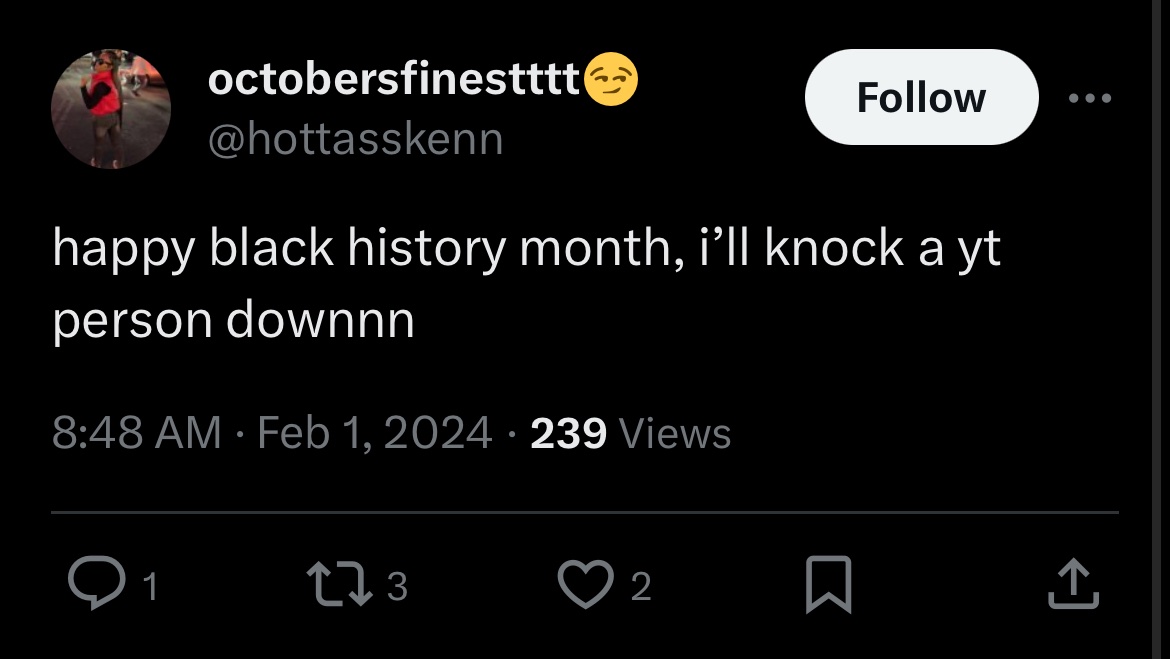 octobersfinestttt😏
Follow
@hottasskenn
happy black history month, i’ll knock a yt
person downnn
8:48 AM · Feb 1, 2024 · 239 Views
1 3 2